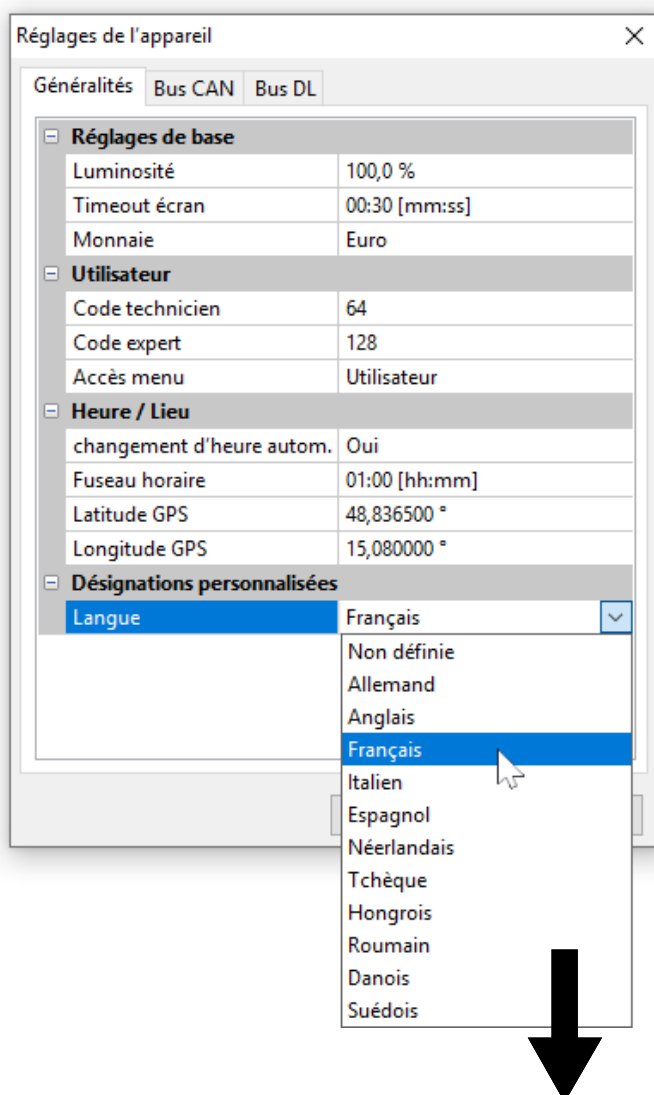 Réglages de l'appareil
Généralités Bus CAN Bus DL
Réglages de base
Luminosité 100,0 %
Timeout écran 00:30 [mm:ss]
Monnaie Euro
Utilisateur
Code technicien 64
Code expert 128
Accès menu Utilisateur
Heure / Lieu
changement d'heure autom. Oui
Fuseau horaire 01:00 [hh:mm]
Latitude GPS 48,836500 °
Longitude GPS 15,080000 °
Désignations personnalisées
Langue Français
Non définie
Allemand
Anglais
Français
Italien
Espagnol
Néerlandais
Tchèque
Hongrois
Roumain
Danois
Suédois